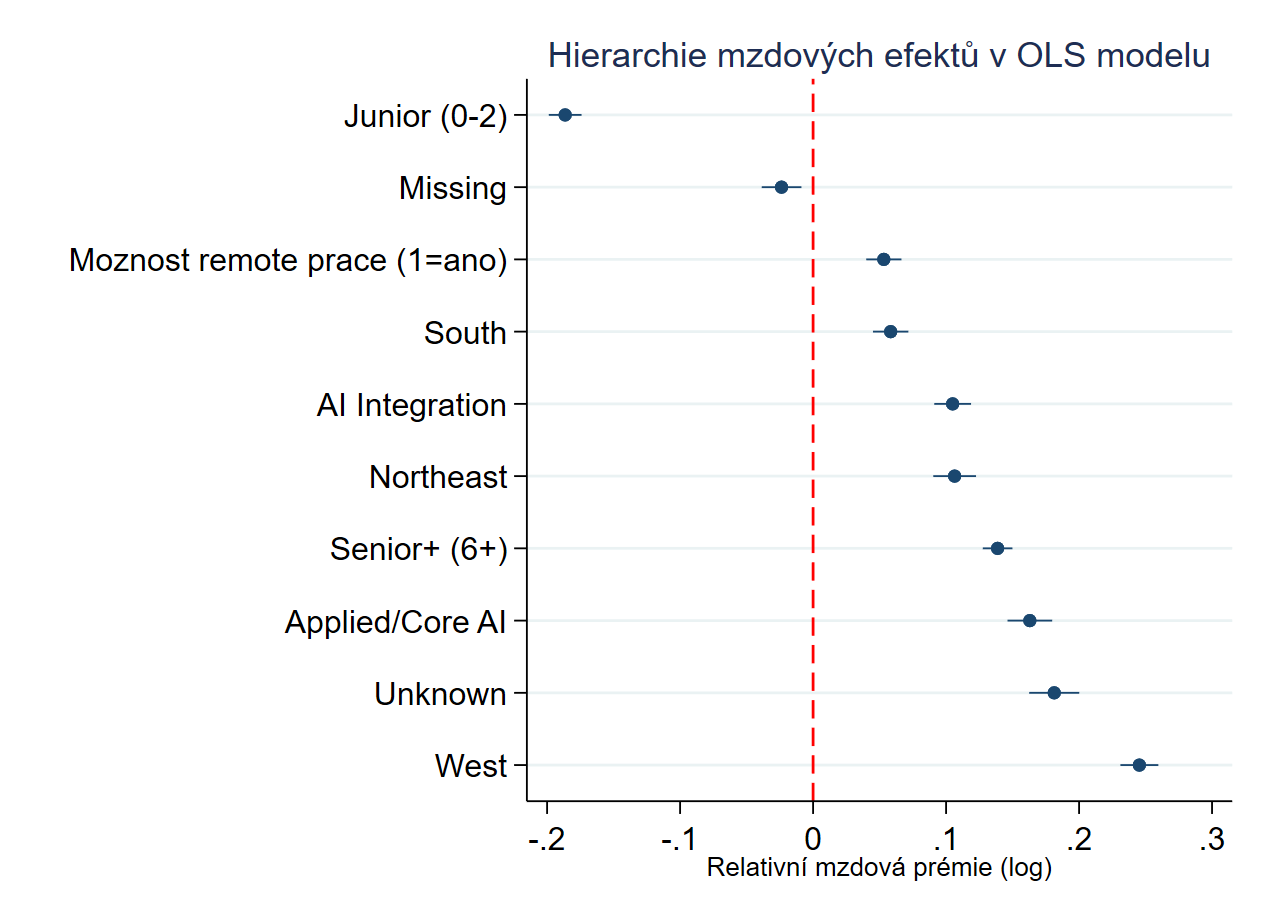 Hierarchie mzdových efektů v OLS modelu
Junior (0-2)
Missing
Moznost remote prace (1=ano)
South
AI Integration
Northeast
Senior+ (6+)
Applied/Core AI
Unknown
West
-.2 -.1 0 .1 .2 .3
Relativní mzdová prémie (log)